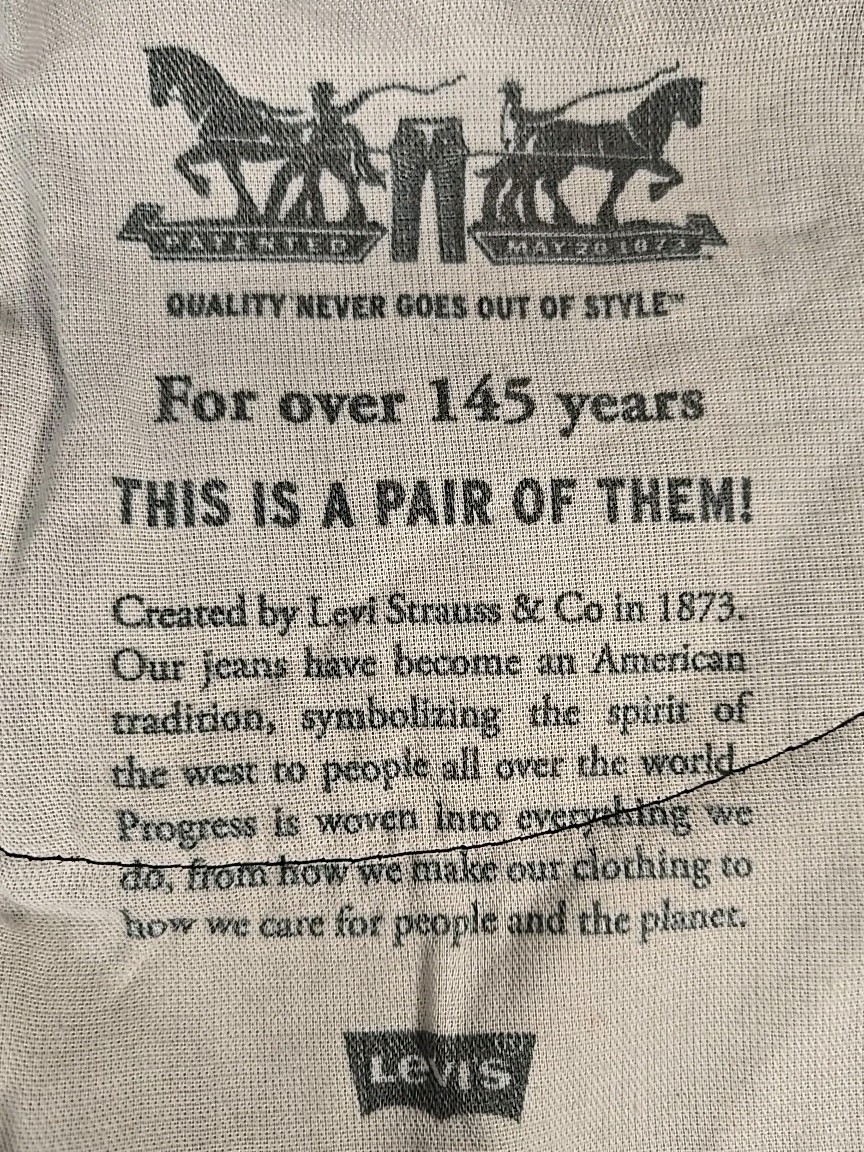 PATENTED MAY 20 1873
QUALITY NEVER GOES OUT OF STYLE™
For over 145 years
THIS IS A PAIR OF THEM!
Created by Levi Strauss & Co in 1873.
Our jeans have become an American
tradition, symbolizing the spirit of
the west to people all over the world.
Progress is woven into everything we
do, from how we make our clothing to
how we care for people and the planet.
LEVI'S